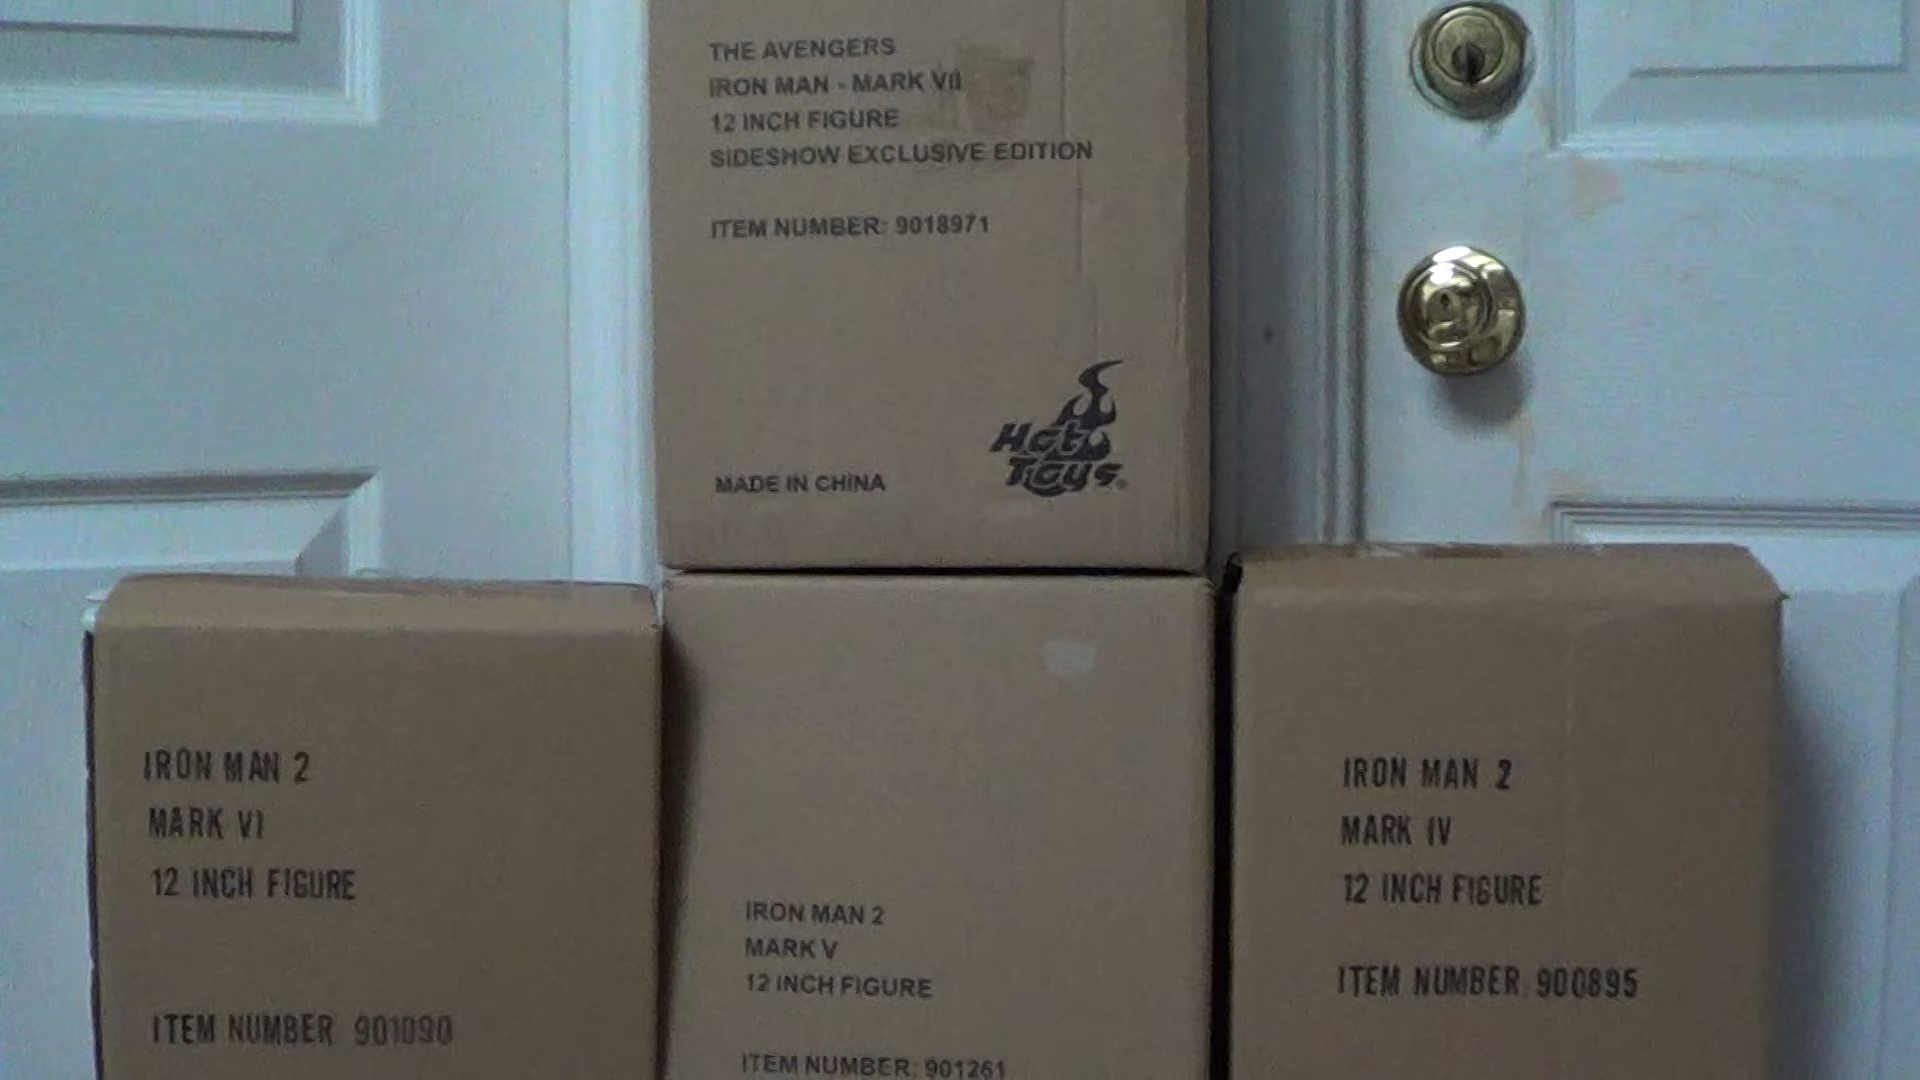 THE AVENGERS
IRON MAN - MARK VII
12 INCH FIGURE
SIDESHOW EXCLUSIVE EDITION
ITEM NUMBER: 9018971
MADE IN CHINA
Hot
Toys®
IRON MAN 2
MARK VI
12 INCH FIGURE
ITEM NUMBER 901090
IRON MAN 2
MARK V
12 INCH FIGURE
ITEM NUMBER: 901261
IRON MAN 2
MARK IV
12 INCH FIGURE
ITEM NUMBER 900895